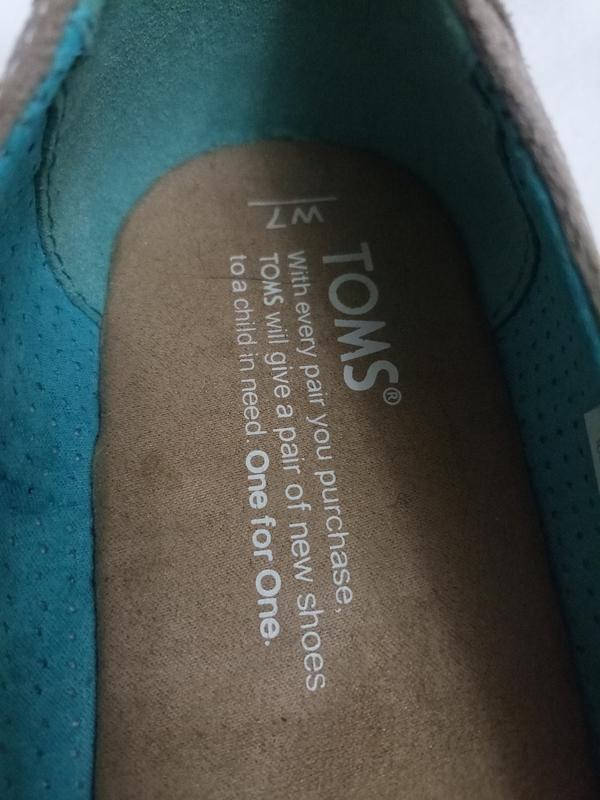 W7
TOMS®
With every pair you purchase,
TOMS will give a pair of new shoes
to a child in need. One for One.